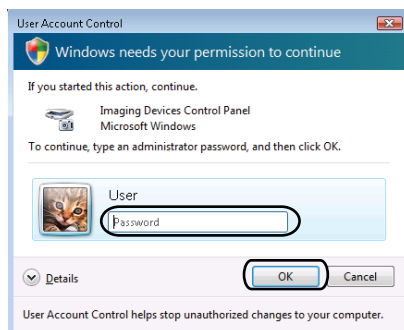 User Account Control
Windows needs your permission to continue
If you started this action, continue.
Imaging Devices Control Panel
Microsoft Windows
To continue, type an administrator password, and then click OK.
User
Password
Details
OK
Cancel
User Account Control helps stop unauthorized changes to your computer.